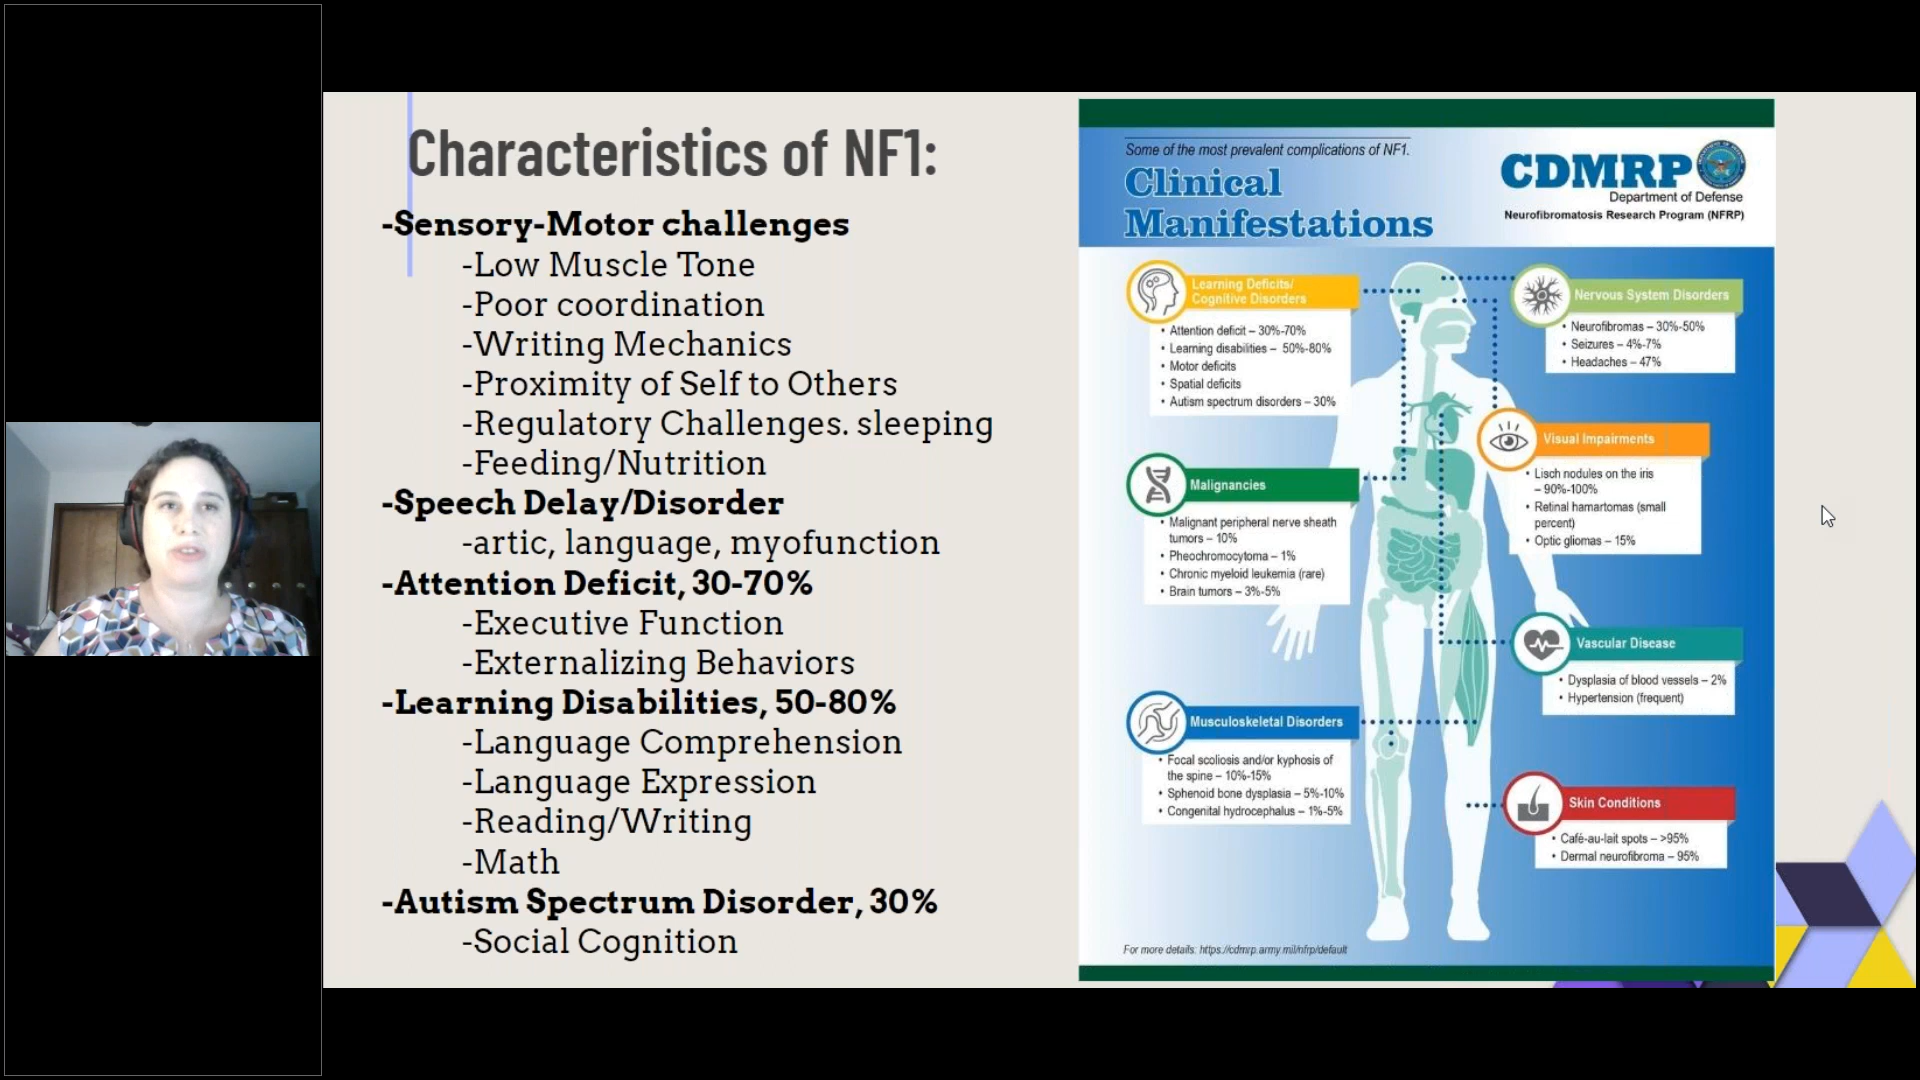 Characteristics of NF1:
-Sensory-Motor challenges
-Low Muscle Tone
-Poor coordination
-Writing Mechanics
-Proximity of Self to Others
-Regulatory Challenges. sleeping
-Feeding/Nutrition
-Speech Delay/Disorder
-artic, language, myofunction
-Attention Deficit, 30-70%
-Executive Function
-Externalizing Behaviors
-Learning Disabilities, 50-80%
-Language Comprehension
-Language Expression
-Reading/Writing
-Math
-Autism Spectrum Disorder, 30%
-Social Cognition
Some of the most prevalent complications of NF1.
Clinical
Manifestations
CDMRP
Department of Defense
Neurofibromatosis Research Program (NFRP)
Learning Deficits/
Cognitive Disorders
• Attention deficit – 30%-70%
• Learning disabilities – 50%-80%
• Motor deficits
• Spatial deficits
• Autism spectrum disorders – 30%
Malignancies
• Malignant peripheral nerve sheath
tumors – 10%
• Pheochromocytoma – 1%
• Chronic myeloid leukemia (rare)
• Brain tumors – 3%-5%
Musculoskeletal Disorders
• Focal scoliosis and/or kyphosis of
the spine – 10%-15%
• Sphenoid bone dysplasia – 5%-10%
• Congenital hydrocephalus – 1%-5%
Nervous System Disorders
• Neurofibromas – 30%-50%
• Seizures – 4%-7%
• Headaches – 47%
Visual Impairments
• Lisch nodules on the iris
– 90%-100%
• Retinal hamartomas (small
percent)
• Optic gliomas – 15%
Vascular Disease
• Dysplasia of blood vessels – 2%
• Hypertension (frequent)
Skin Conditions
• Café-au-lait spots – >95%
• Dermal neurofibroma – 95%
For more details: https://cdmrp.army.mil/nfrp/default